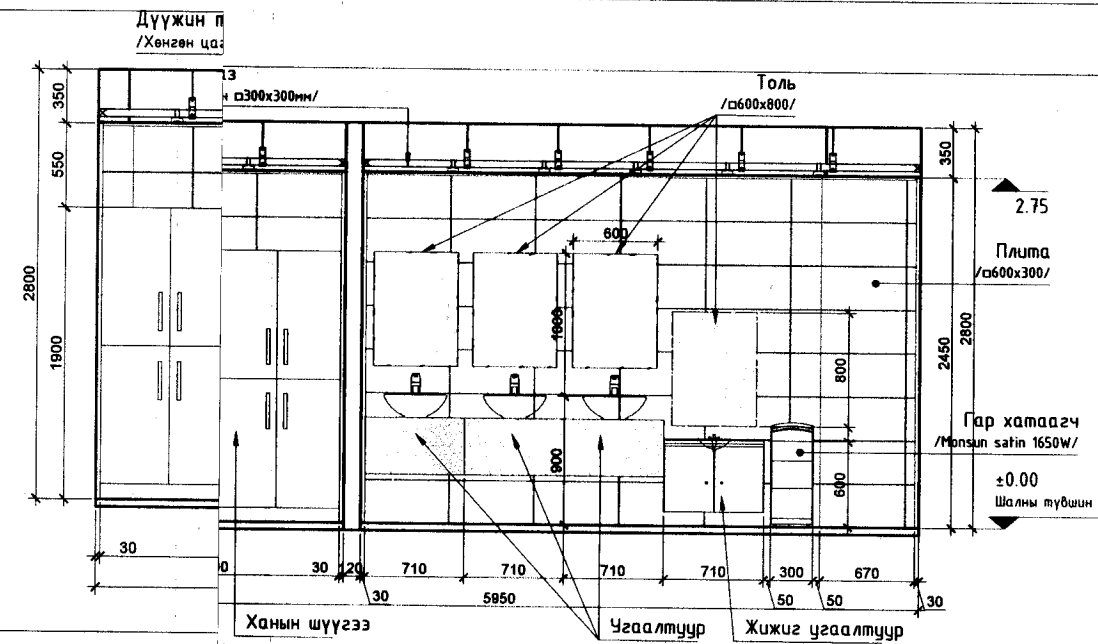 Дүүжин
/Хөнгөн
н □300x300мм/
Толь
/□600x800/
350
550
2800
1900
350
2.75
600
Плита
/□600x300/
2450
2800
1000
800
Гар хатаагч
/Monsun satin 1650W/
900
600
±0.00
Шалны түвшин
30
30
120
710
710
710
710
300
670
30
5950
50
50
30
Ханын шүүгээ
Угаалтуур
Жижиг угаалтуур